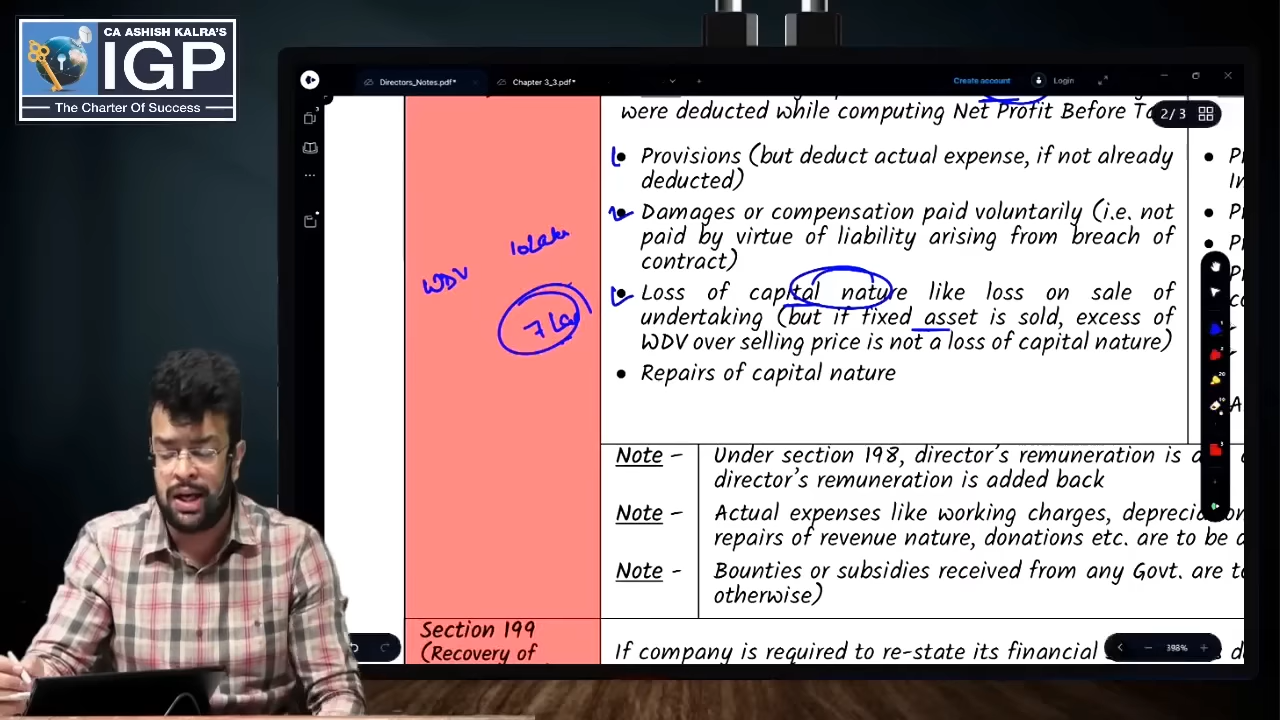 CA ASHISH KALRA'S
IGP
The Charter Of Success
Directors_Notes.pdf*
Chapter 3_3.pdf*
Create account
Login
were deducted while computing Net Profit Before
2/3
• Provisions (but deduct actual expense, if not already
deducted)
• Damages or compensation paid voluntarily (i.e. not
paid by virtue of liability arising from breach of
contract)
• Loss of capital nature like loss on sale of
undertaking (but if fixed asset is sold, excess of
WDV over selling price is not a loss of capital nature)
• Repairs of capital nature
WDV
Note - Under section 198, director's remuneration is
director's remuneration is added back
Note - Actual expenses like working charges,
repairs of revenue nature, donations etc. are to be
Note - Bounties or subsidies received from any Govt. are
otherwise)
Section 199
(Recovery of
If company is required to re-state its financial
398%